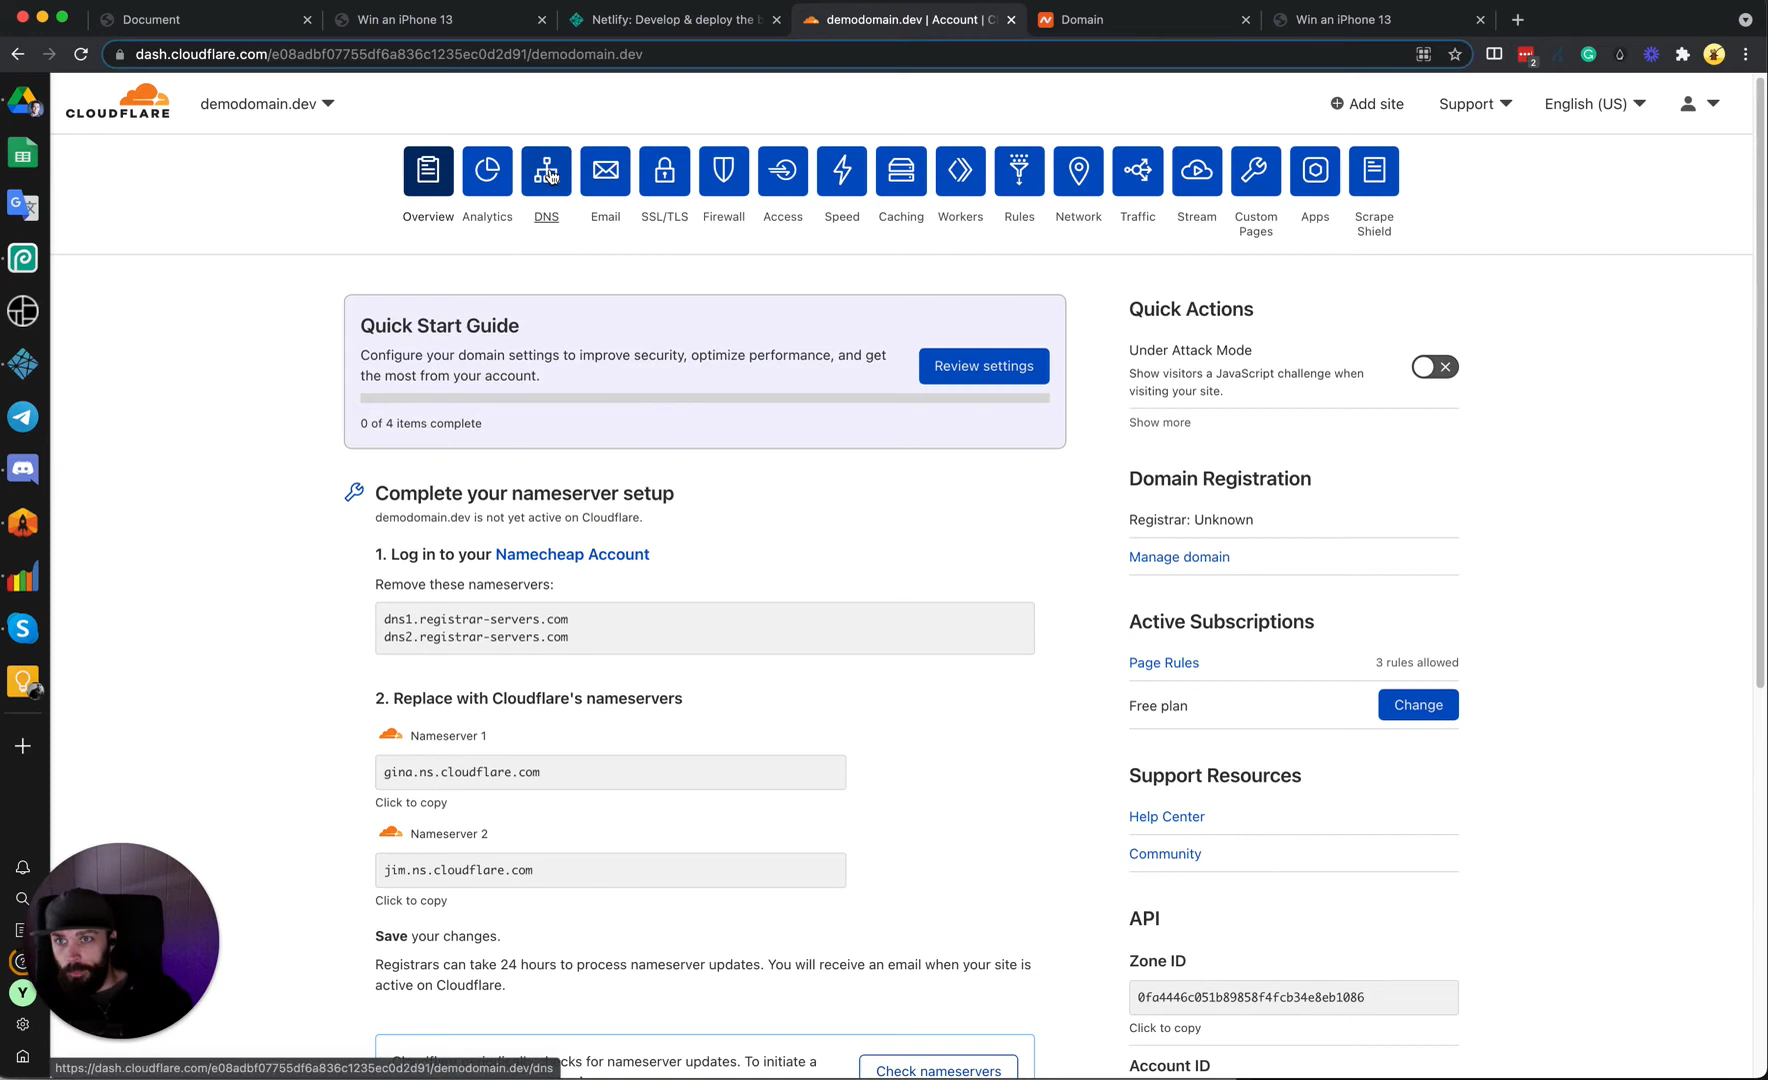 Document
Win an iPhone 13
Netlify: Develop & deploy the b
demodomain.dev | Account | C
Domain
Win an iPhone 13
dash.cloudflare.com/e08adbf07755df6a836c1235ec0d2d91/demodomain.dev
2
CLOUDFLARE
demodomain.dev
Add site
Support
English (US)
Overview
Analytics
DNS
Email
SSL/TLS
Firewall
Access
Speed
Caching
Workers
Rules
Network
Traffic
Stream
Custom Pages
Apps
Scrape Shield
Quick Start Guide
Configure your domain settings to improve security, optimize performance, and get
the most from your account.
Review settings
0 of 4 items complete
Complete your nameserver setup
demodomain.dev is not yet active on Cloudflare.
1. Log in to your Namecheap Account
Remove these nameservers:
dns1.registrar-servers.com
dns2.registrar-servers.com
2. Replace with Cloudflare's nameservers
Nameserver 1
gina.ns.cloudflare.com
Click to copy
Nameserver 2
jim.ns.cloudflare.com
Click to copy
Save your changes.
Registrars can take 24 hours to process nameserver updates. You will receive an email when your site is
active on Cloudflare.
cks for nameserver updates. To initiate a
Check nameservers
Quick Actions
Under Attack Mode
Show visitors a JavaScript challenge when
visiting your site.
Show more
Domain Registration
Registrar: Unknown
Manage domain
Active Subscriptions
Page Rules
3 rules allowed
Free plan
Change
Support Resources
Help Center
Community
API
Zone ID
0fa4446c051b89858f4fcb34e8eb1086
Click to copy
Account ID
Y
https://dash.cloudflare.com/e08adbf07755df6a836c1235ec0d2d91/demodomain.dev/dns